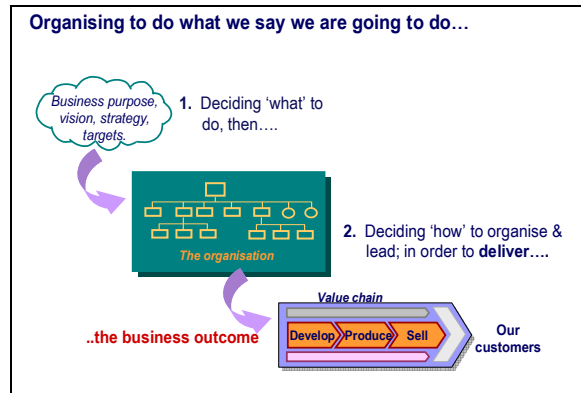 Organising to do what we say we are going to do…
Business purpose,
vision, strategy,
targets.
1. Deciding ‘what’ to
do, then….
The organisation
2. Deciding ‘how’ to organise &
lead; in order to deliver….
Value chain
..the business outcome
Develop Produce Sell
Our
customers